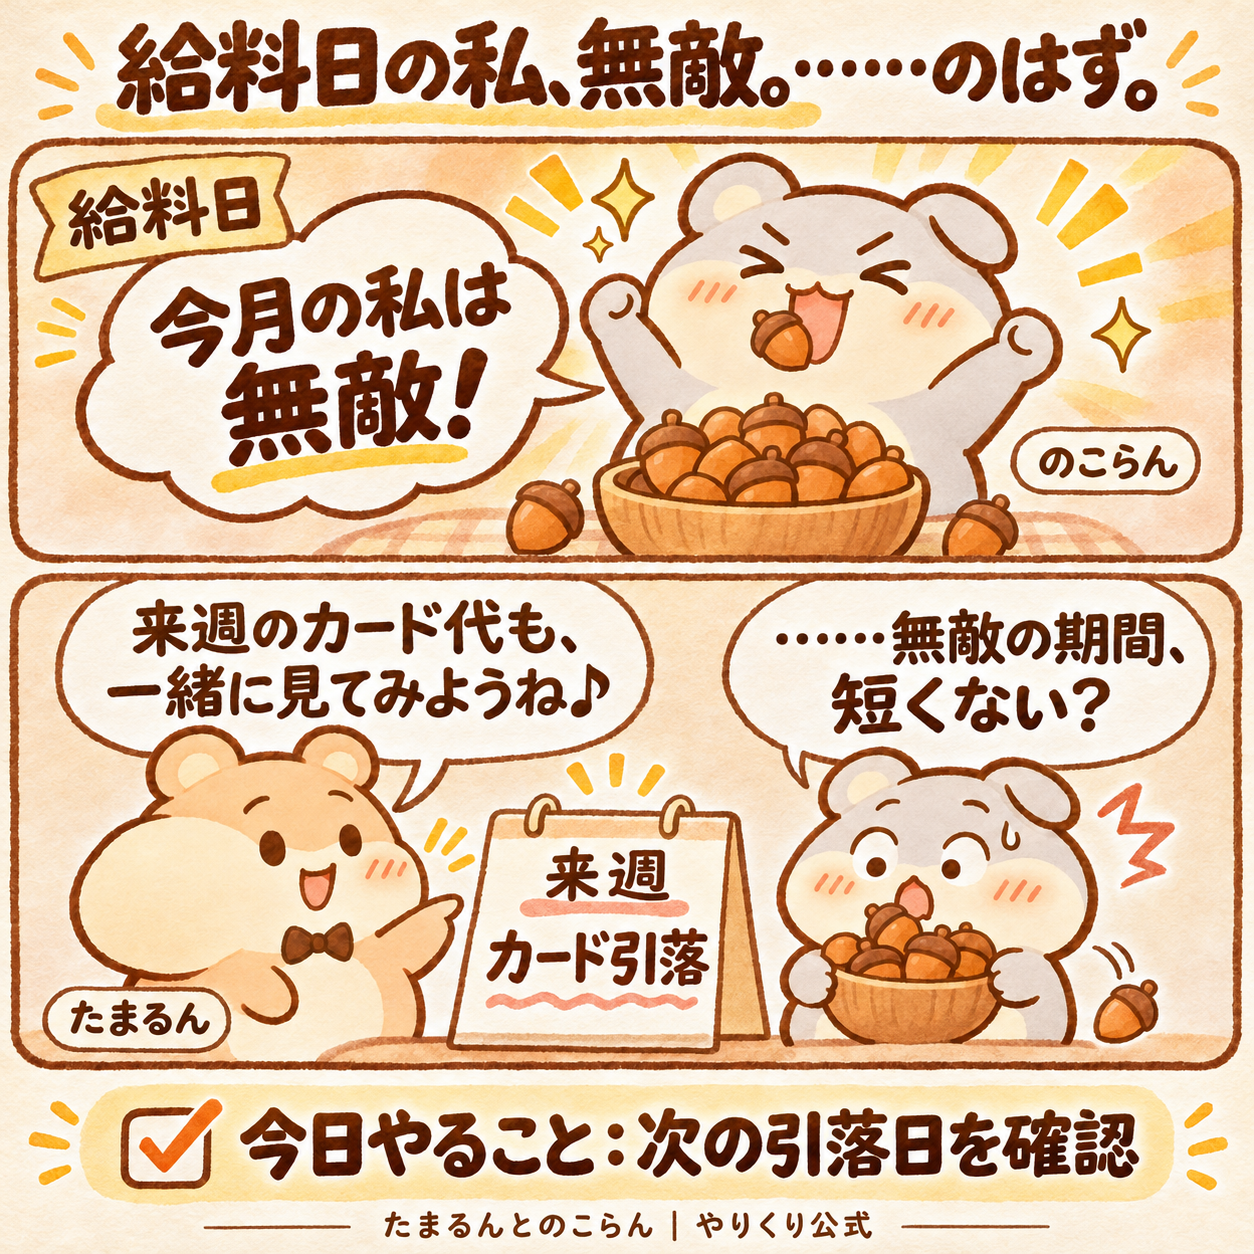 給料日の私、無敵。……のはず。
給料日
今月の私は
無敵!
のこらん
来週のカード代も、
一緒に見てみようね♪
……無敵の期間、
短くない?
来週
カード引落
たまるん
今日やること:次の引落日を確認
たまるんとのこらん | やりくり公式